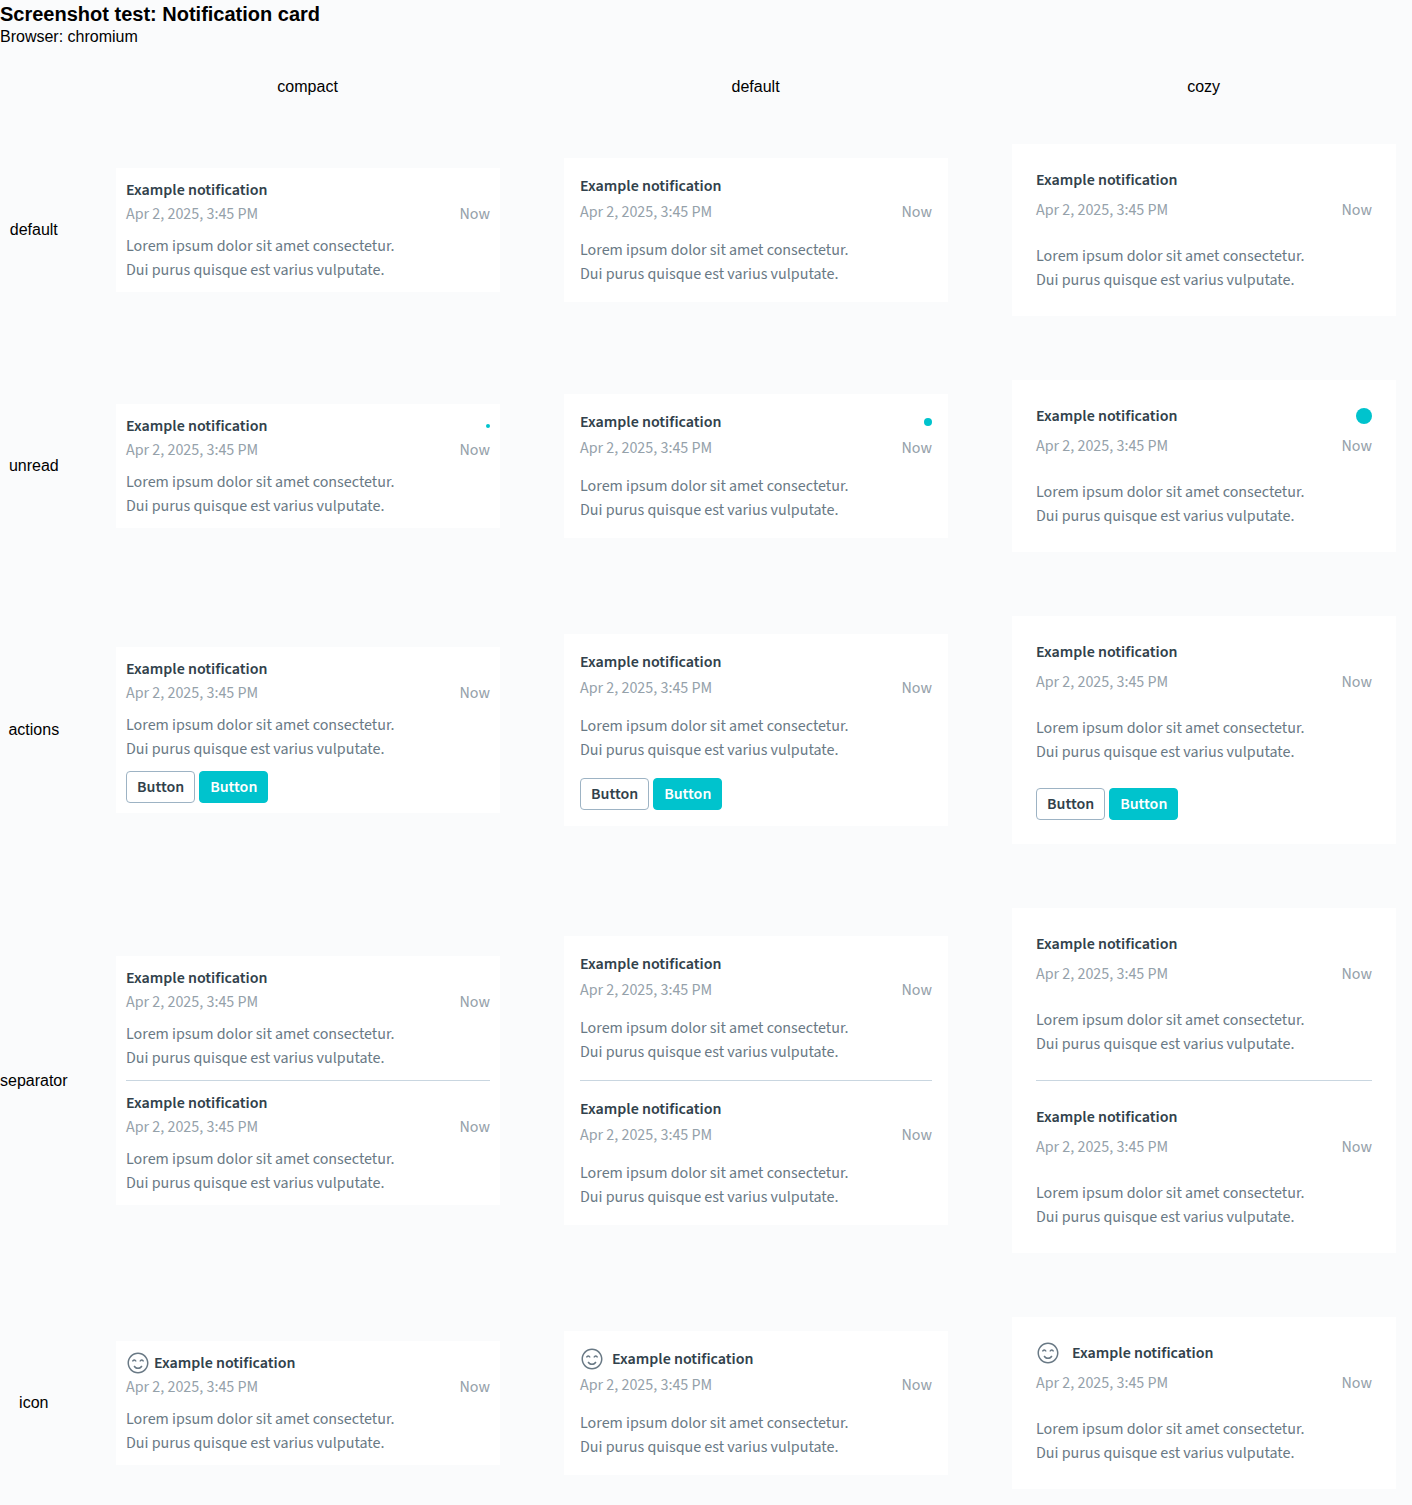 Screenshot test: Notification card
Browser: chromium
compact default cozy
default
Example notification
Apr 2, 2025, 3:45 PM Now
Lorem ipsum dolor sit amet consectetur.
Dui purus quisque est varius vulputate.
Example notification
Apr 2, 2025, 3:45 PM Now
Lorem ipsum dolor sit amet consectetur.
Dui purus quisque est varius vulputate.
Example notification
Apr 2, 2025, 3:45 PM Now
Lorem ipsum dolor sit amet consectetur.
Dui purus quisque est varius vulputate.
unread
Example notification
Apr 2, 2025, 3:45 PM Now
Lorem ipsum dolor sit amet consectetur.
Dui purus quisque est varius vulputate.
Example notification
Apr 2, 2025, 3:45 PM Now
Lorem ipsum dolor sit amet consectetur.
Dui purus quisque est varius vulputate.
Example notification
Apr 2, 2025, 3:45 PM Now
Lorem ipsum dolor sit amet consectetur.
Dui purus quisque est varius vulputate.
actions
Example notification
Apr 2, 2025, 3:45 PM Now
Lorem ipsum dolor sit amet consectetur.
Dui purus quisque est varius vulputate.
Button Button
Example notification
Apr 2, 2025, 3:45 PM Now
Lorem ipsum dolor sit amet consectetur.
Dui purus quisque est varius vulputate.
Button Button
Example notification
Apr 2, 2025, 3:45 PM Now
Lorem ipsum dolor sit amet consectetur.
Dui purus quisque est varius vulputate.
Button Button
separator
Example notification
Apr 2, 2025, 3:45 PM Now
Lorem ipsum dolor sit amet consectetur.
Dui purus quisque est varius vulputate.
Example notification
Apr 2, 2025, 3:45 PM Now
Lorem ipsum dolor sit amet consectetur.
Dui purus quisque est varius vulputate.
Example notification
Apr 2, 2025, 3:45 PM Now
Lorem ipsum dolor sit amet consectetur.
Dui purus quisque est varius vulputate.
Example notification
Apr 2, 2025, 3:45 PM Now
Lorem ipsum dolor sit amet consectetur.
Dui purus quisque est varius vulputate.
Example notification
Apr 2, 2025, 3:45 PM Now
Lorem ipsum dolor sit amet consectetur.
Dui purus quisque est varius vulputate.
Example notification
Apr 2, 2025, 3:45 PM Now
Lorem ipsum dolor sit amet consectetur.
Dui purus quisque est varius vulputate.
icon
Example notification
Apr 2, 2025, 3:45 PM Now
Lorem ipsum dolor sit amet consectetur.
Dui purus quisque est varius vulputate.
Example notification
Apr 2, 2025, 3:45 PM Now
Lorem ipsum dolor sit amet consectetur.
Dui purus quisque est varius vulputate.
Example notification
Apr 2, 2025, 3:45 PM Now
Lorem ipsum dolor sit amet consectetur.
Dui purus quisque est varius vulputate.